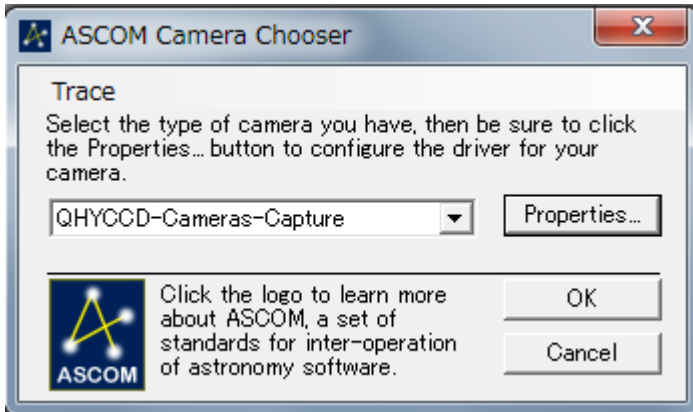 ASCOM Camera Chooser
Trace
Select the type of camera you have, then be sure to click
the Properties... button to configure the driver for your
camera.
QHYCCD-Cameras-Capture
Properties...
Click the logo to learn more
about ASCOM, a set of
standards for inter-operation
of astronomy software.
ASCOM
OK
Cancel